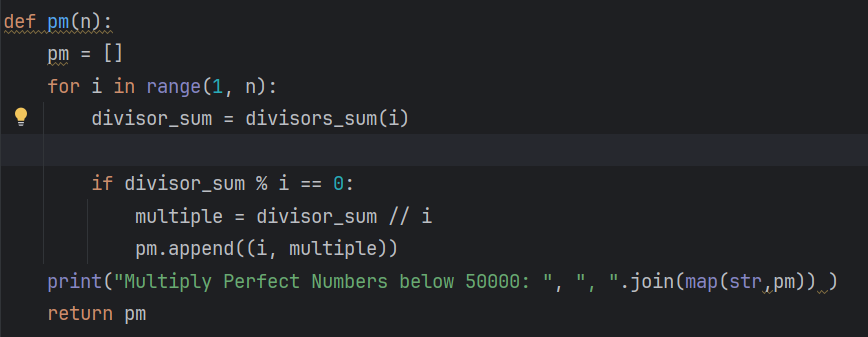 def pm(n):
    pm = []
    for i in range(1, n):
        divisor_sum = divisors_sum(i)

        if divisor_sum % i == 0:
            multiple = divisor_sum // i
            pm.append((i, multiple))
    print("Multiply Perfect Numbers below 50000: ", ", ".join(map(str,pm)) )
    return pm